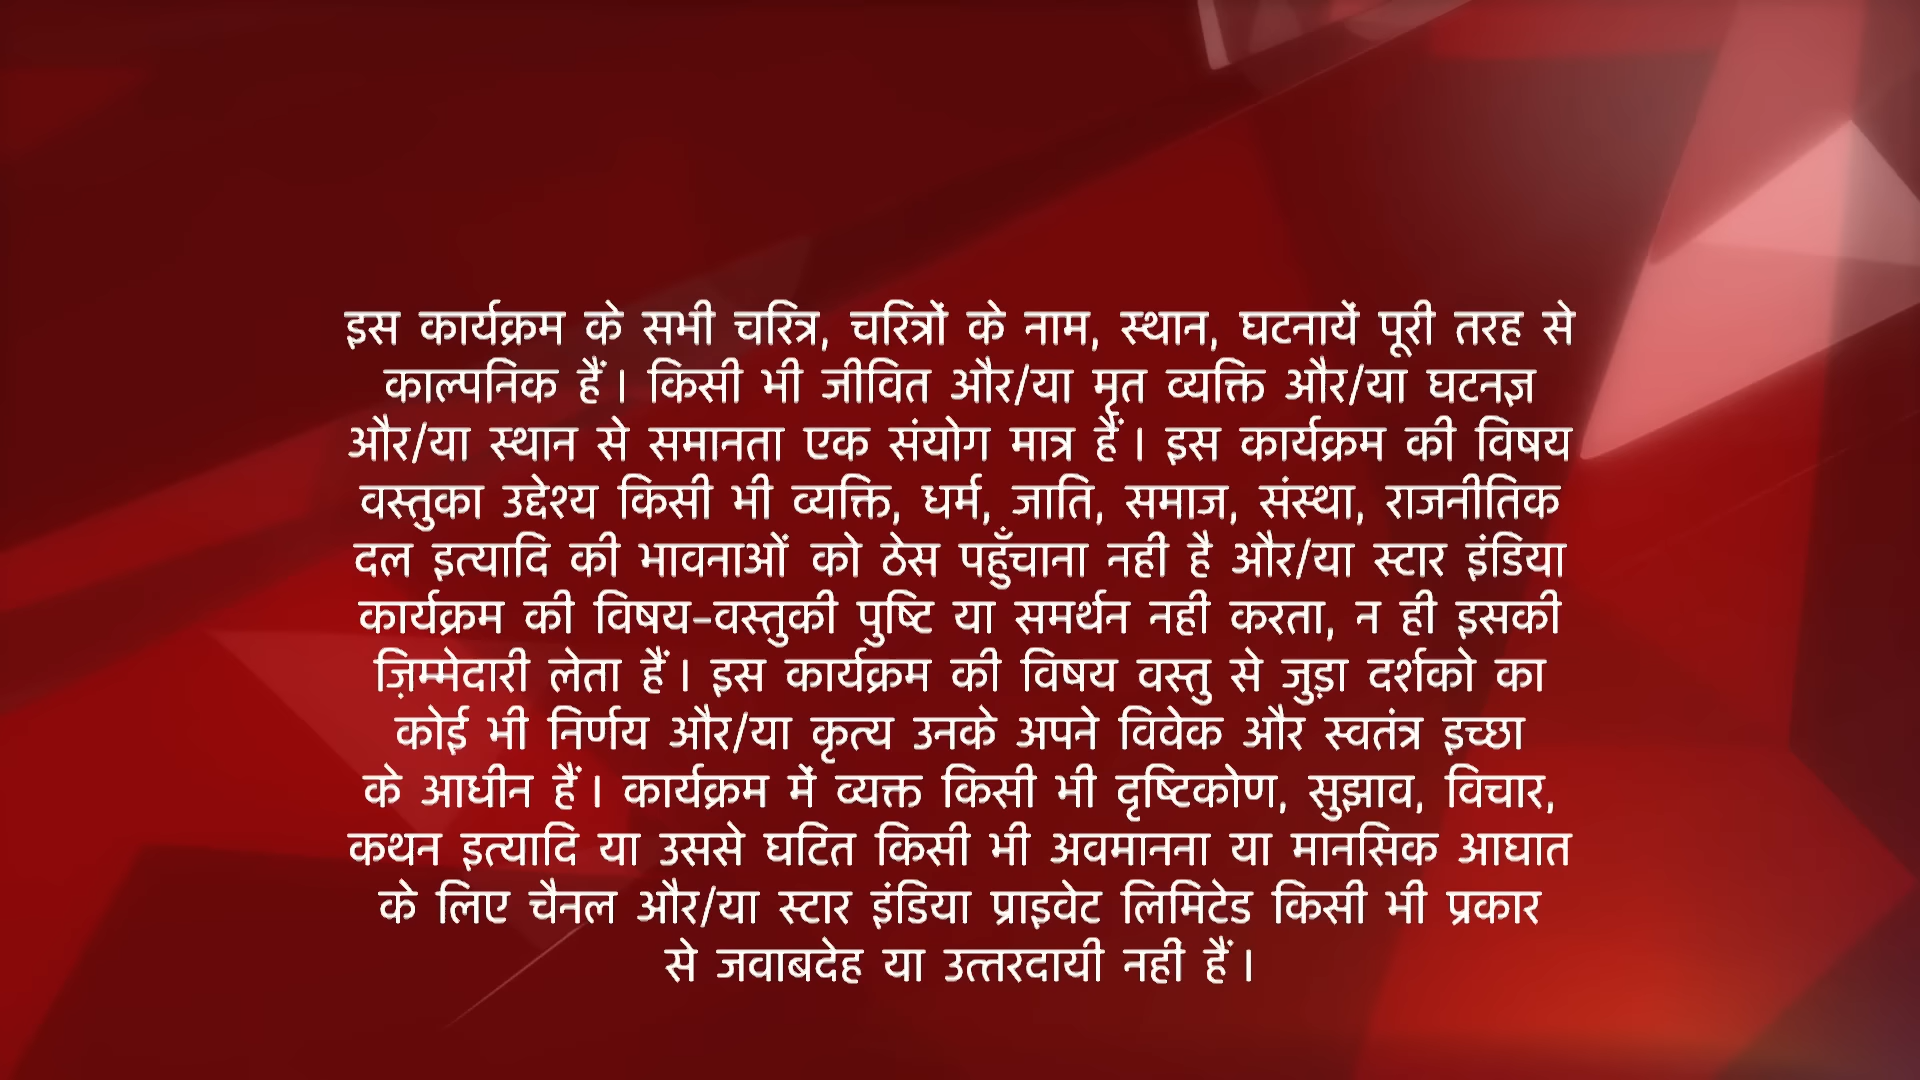 इस कार्यक्रम के सभी चरित्र, चरित्रों के नाम, स्थान, घटनायें पूरी तरह से
काल्पनिक हैं। किसी भी जीवित और/या मृत व्यक्ति और/या घटनज्ञ
और/या स्थान से समानता एक संयोग मात्र हैं। इस कार्यक्रम की विषय
वस्तुका उद्देश्य किसी भी व्यक्ति, धर्म, जाति, समाज, संस्था, राजनीतिक
दल इत्यादि की भावनाओं को ठेस पहुँचाना नही है और/या स्टार इंडिया
कार्यक्रम की विषय-वस्तुकी पुष्टि या समर्थन नही करता, न ही इसकी
ज़िम्मेदारी लेता हैं। इस कार्यक्रम की विषय वस्तु से जुड़ा दर्शको का
कोई भी निर्णय और/या कृत्य उनके अपने विवेक और स्वतंत्र इच्छा
के आधीन हैं। कार्यक्रम में व्यक्त किसी भी दृष्टिकोण, सुझाव, विचार,
कथन इत्यादि या उससे घटित किसी भी अवमानना या मानसिक आघात
के लिए चैनल और/या स्टार इंडिया प्राइवेट लिमिटेड किसी भी प्रकार
से जवाबदेह या उत्तरदायी नही हैं।